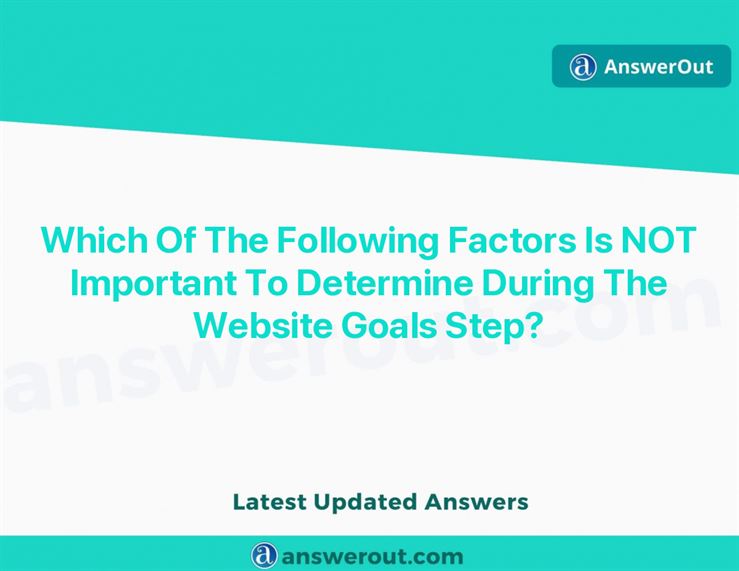 a AnswerOut
Which Of The Following Factors Is NOT
Important To Determine During The
Website Goals Step?
answerout.com
Latest Updated Answers
a answerout.com